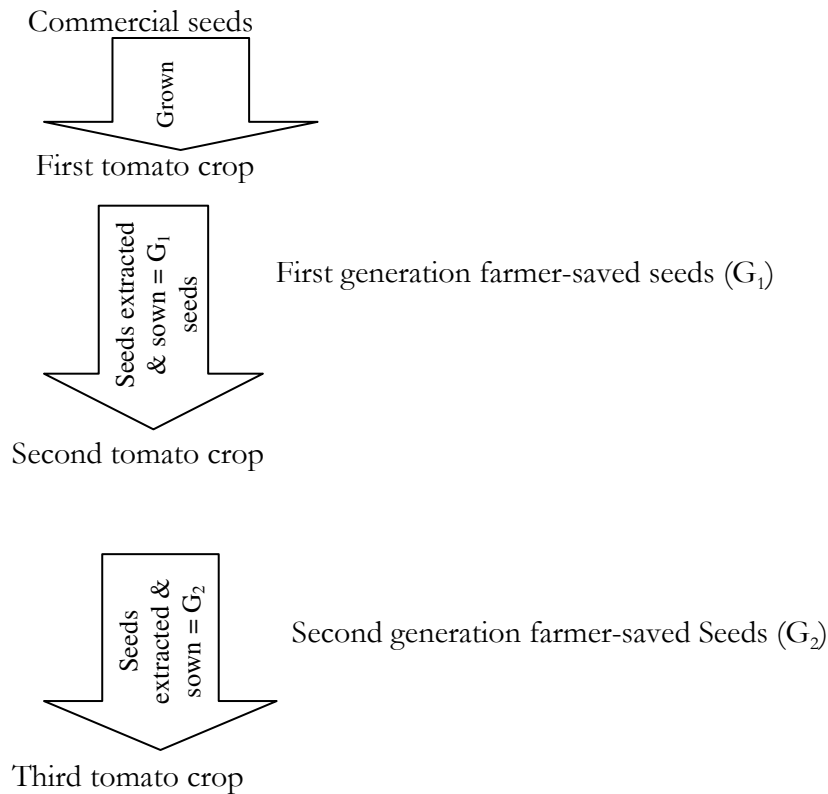 Commercial seeds
Grown
First tomato crop
Seeds extracted
& sown = G₁
seeds
First generation farmer-saved seeds (G₁)
Second tomato crop
Seeds
extracted &
sown = G₂
Second generation farmer-saved Seeds (G₂)
Third tomato crop